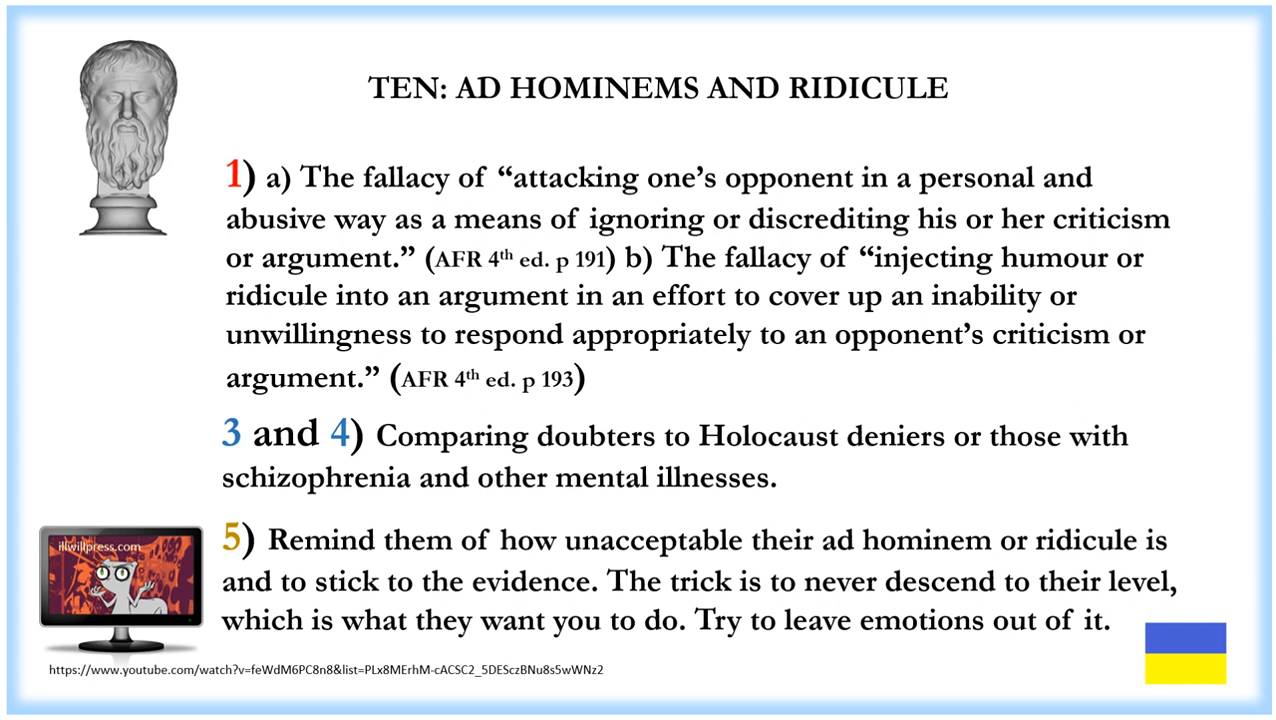 TEN: AD HOMINEMS AND RIDICULE
1) a) The fallacy of “attacking one’s opponent in a personal and
abusive way as a means of ignoring or discrediting his or her criticism
or argument.” (AFR 4th ed. p 191) b) The fallacy of “injecting humour or
ridicule into an argument in an effort to cover up an inability or
unwillingness to respond appropriately to an opponent’s criticism or
argument.” (AFR 4th ed. p 193)
3 and 4) Comparing doubters to Holocaust deniers or those with
schizophrenia and other mental illnesses.
5) Remind them of how unacceptable their ad hominem or ridicule is
and to stick to the evidence. The trick is to never descend to their level,
which is what they want you to do. Try to leave emotions out of it.
illwillpress.com
https://www.youtube.com/watch?v=feWdM6PC8n8&list=PLx8MErhM-cACSC2_5DESczBNu8s5wWNz2